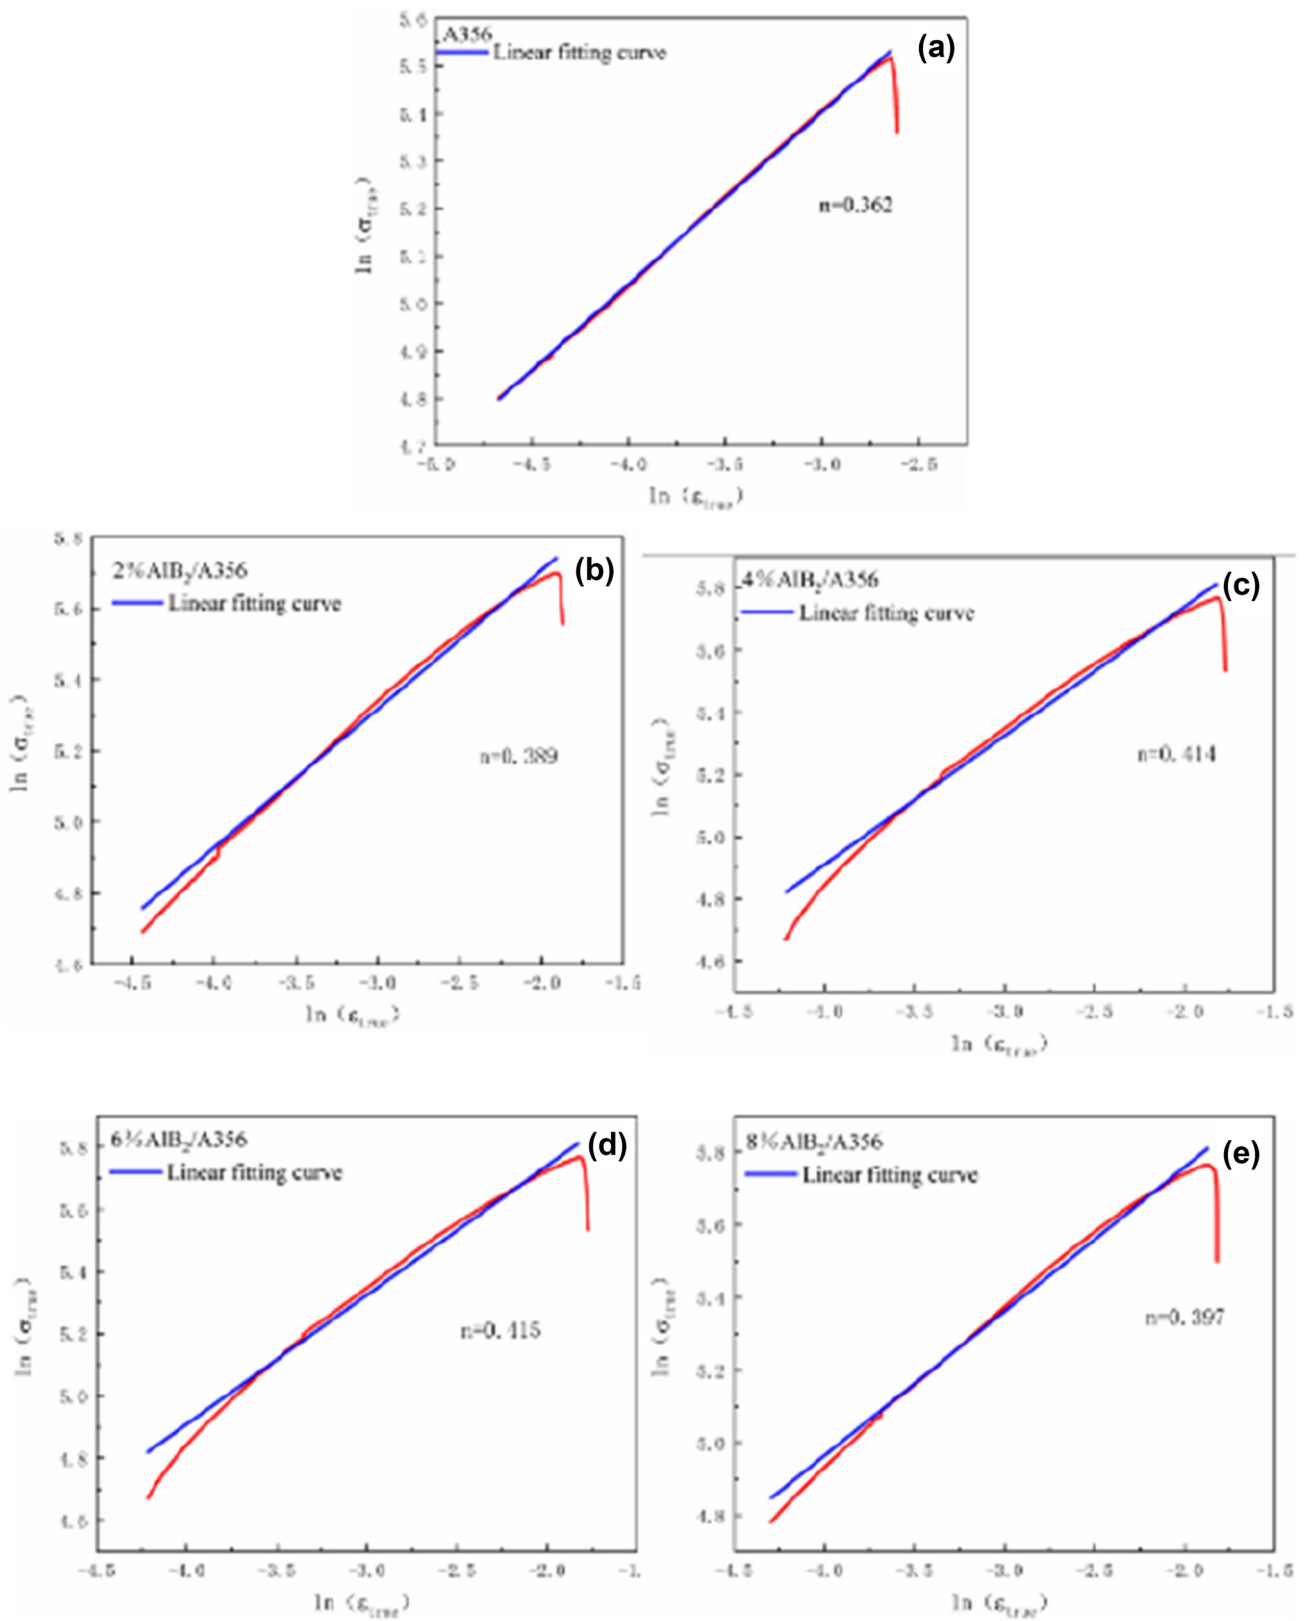 5.6
A356
Linear fitting curve
(a)
5.5
5.4
5.3
n=0.362
5.2
ln (σtrue)
5.1
5.0
4.9
4.8
4.7
-5.0 -4.5 -4.0 -3.5 -3.0 -2.5
ln (εtrue)
5.8
2%AlB2/A356
Linear fitting curve
(b)
5.6
5.4
ln (σtrue)
5.2
n=0.389
5.0
4.8
4.6
-4.5 -4.0 -3.5 -3.0 -2.5 -2.0 -1.5
ln (εtrue)
4%AlB2/A356
Linear fitting curve
(c)
5.8
5.6
5.4
ln (σtrue)
n=0.414
5.2
5.0
4.8
4.6
-4.5 -4.0 -3.5 -3.0 -2.5 -2.0 -1.5
ln (εtrue)
6%AlB2/A356
Linear fitting curve
(d)
5.8
5.6
5.4
ln (σtrue)
n=0.415
5.2
5.0
4.8
4.6
-4.5 -4.0 -3.5 -3.0 -2.5 -2.0 -1.
ln (εtrue)
8%AlB2/A356
Linear fitting curve
(e)
5.8
5.6
5.4
ln (σtrue)
n=0.397
5.2
5.0
4.8
-4.5 -4.0 -3.5 -3.0 -2.5 -2.0 -1.5
ln (εtrue)